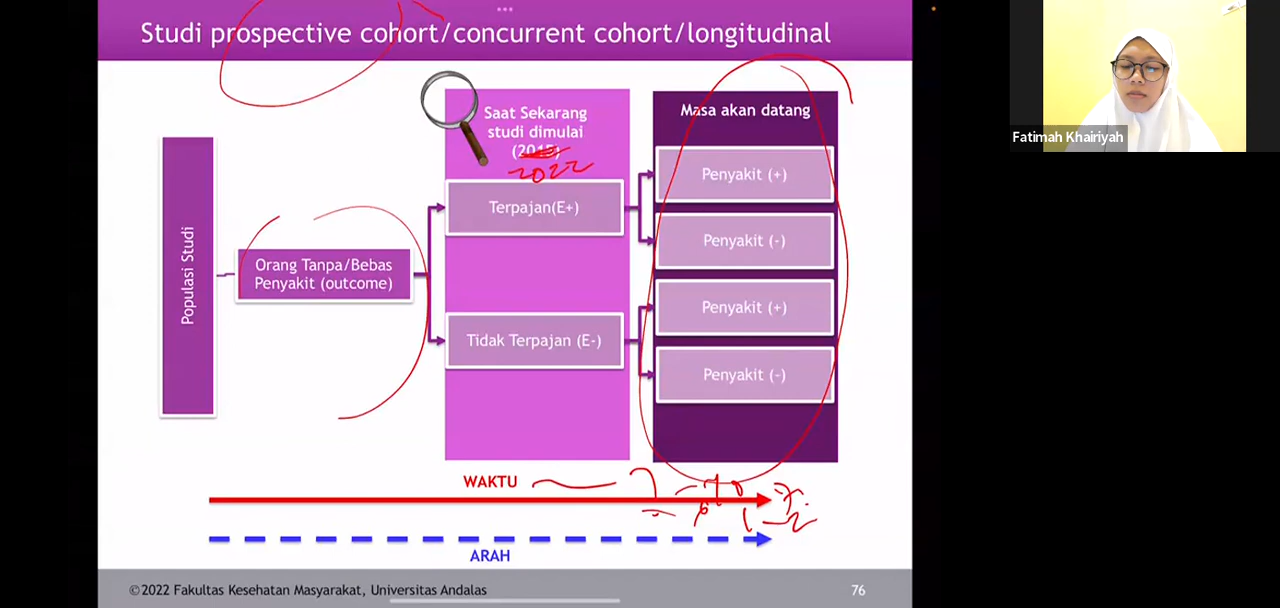 Studi prospective cohort/concurrent cohort/longitudinal
Saat Sekarang
studi dimulai
(2015)
2022
Masa akan datang
Populasi Studi
Orang Tanpa/Bebas
Penyakit (outcome)
Terpajan(E+)
Tidak Terpajan (E-)
Penyakit (+)
Penyakit (-)
Penyakit (+)
Penyakit (-)
WAKTU
ARAH
©2022 Fakultas Kesehatan Masyarakat, Universitas Andalas
76
Fatimah Khairiyah